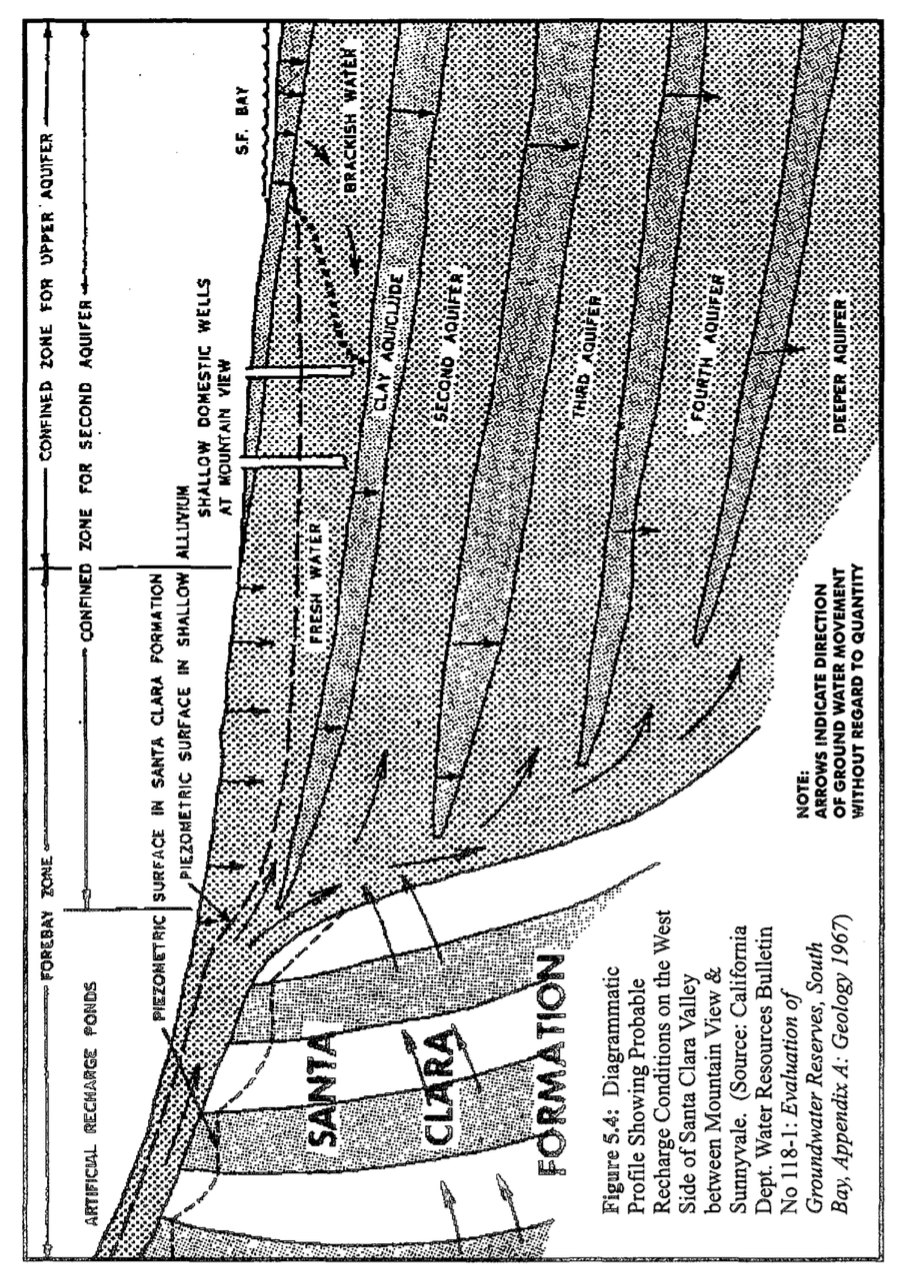 FOREBAY ZONE
CONFINED ZONE FOR UPPER AQUIFER
CONFINED ZONE FOR SECOND AQUIFER
ARTIFICIAL RECHARGE PONDS
PIEZOMETRIC SURFACE IN SANTA CLARA FORMATION
PIEZOMETRIC SURFACE IN SHALLOW ALLUVIUM
SHALLOW DOMESTIC WELLS
AT MOUNTAIN VIEW
S.F. BAY
FRESH WATER
BRACKISH WATER
CLAY AQUICLUDE
SECOND AQUIFER
THIRD AQUIFER
FOURTH AQUIFER
DEEPER AQUIFER
SANTA
CLARA
FORMATION
Figure 5.4: Diagrammatic
Profile Showing Probable
Recharge Conditions on the West
Side of Santa Clara Valley
between Mountain View &
Sunnyvale. (Source: California
Dept. Water Resources Bulletin
No 118-1: Evaluation of
Groundwater Reserves, South
Bay, Appendix A: Geology 1967)
NOTE:
ARROWS INDICATE DIRECTION
OF GROUND WATER MOVEMENT
WITHOUT REGARD TO QUANTITY